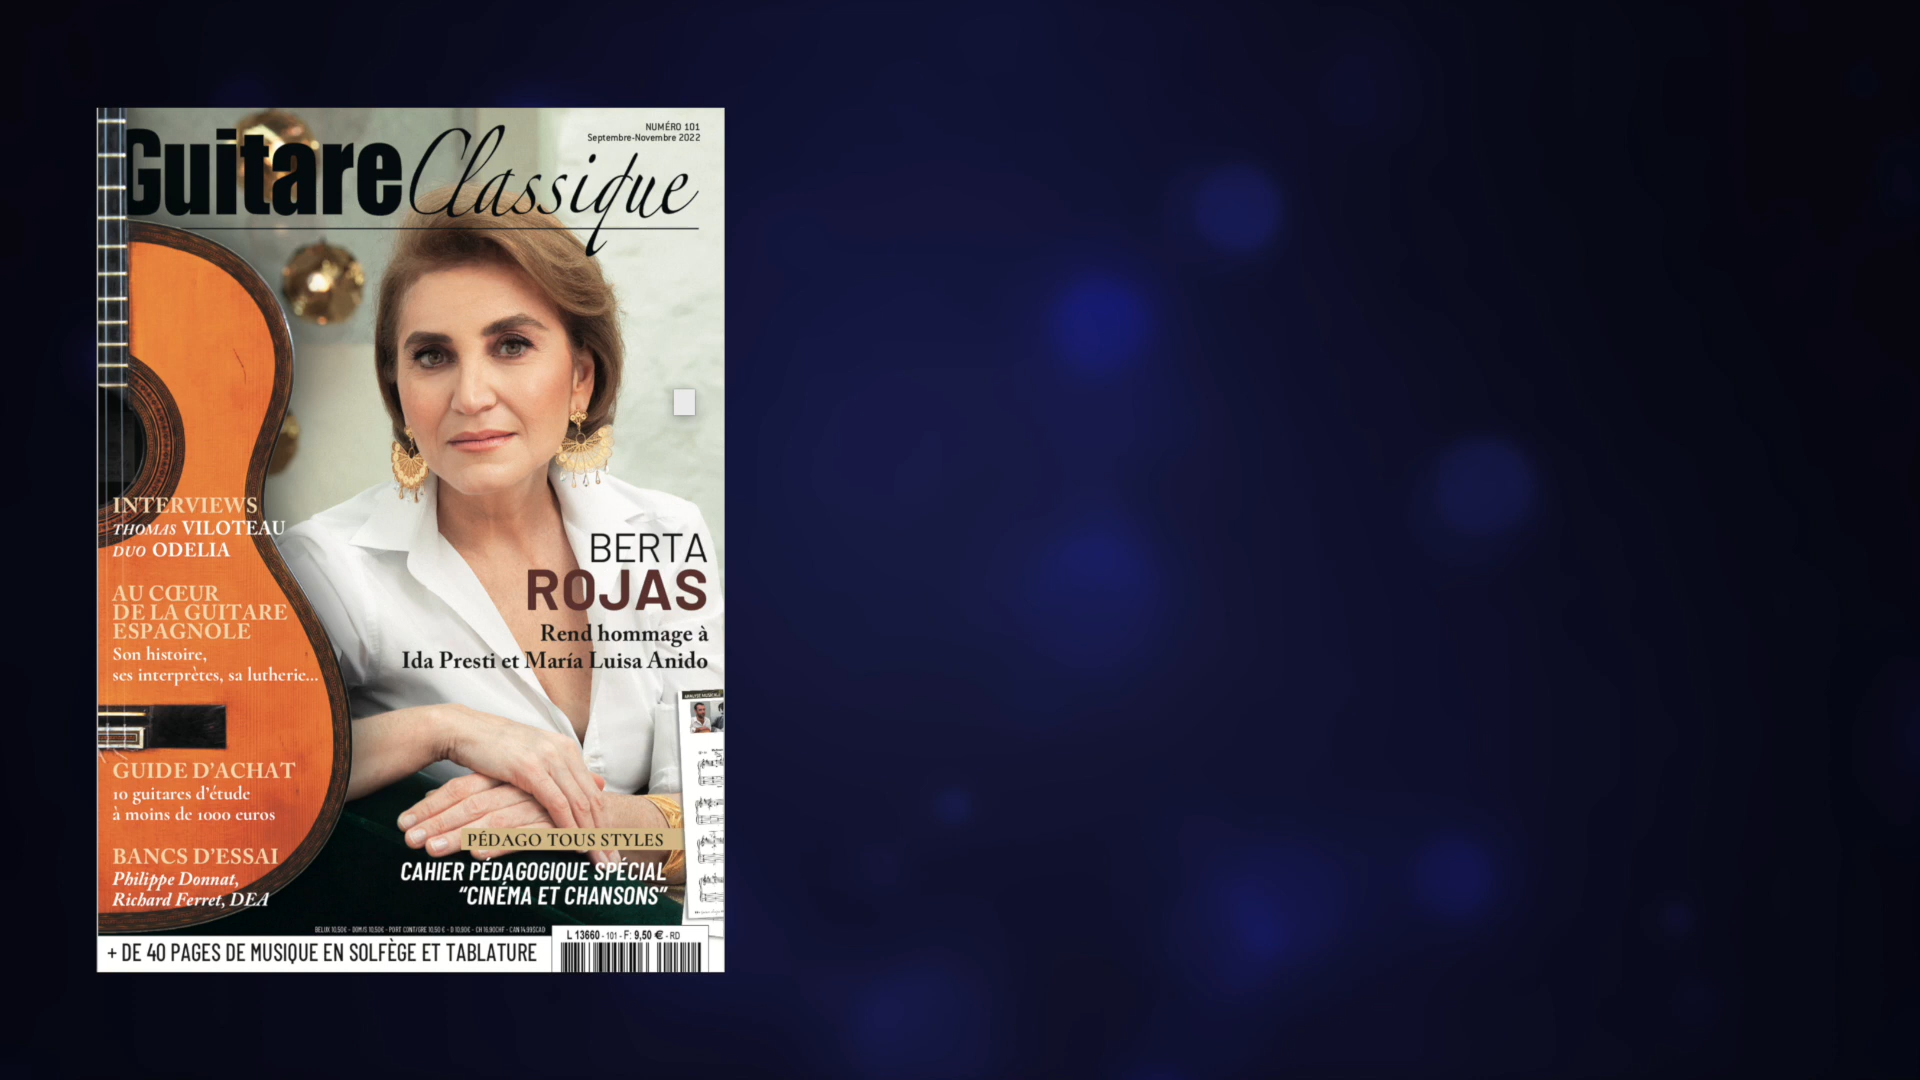 NUMÉRO 101
Septembre-Novembre 2022
Guitare Classique
INTERVIEWS
THOMAS VILOTEAU
DUO ODELIA
AU CŒUR
DE LA GUITARE
ESPAGNOLE
Son histoire,
ses interprètes, sa lutherie...
GUIDE D'ACHAT
10 guitares d'étude
à moins de 1000 euros
BANCS D'ESSAI
Philippe Donnat,
Richard Ferret, DEA
BERTA
ROJAS
Rend hommage à
Ida Presti et María Luisa Anido
ANALYSE MUSICALE
PÉDAGO TOUS STYLES
CAHIER PÉDAGOGIQUE SPÉCIAL
“CINÉMA ET CHANSONS”
+ DE 40 PAGES DE MUSIQUE EN SOLFÈGE ET TABLATURE
L 13660 - 101 - F: 9,50 € - RD